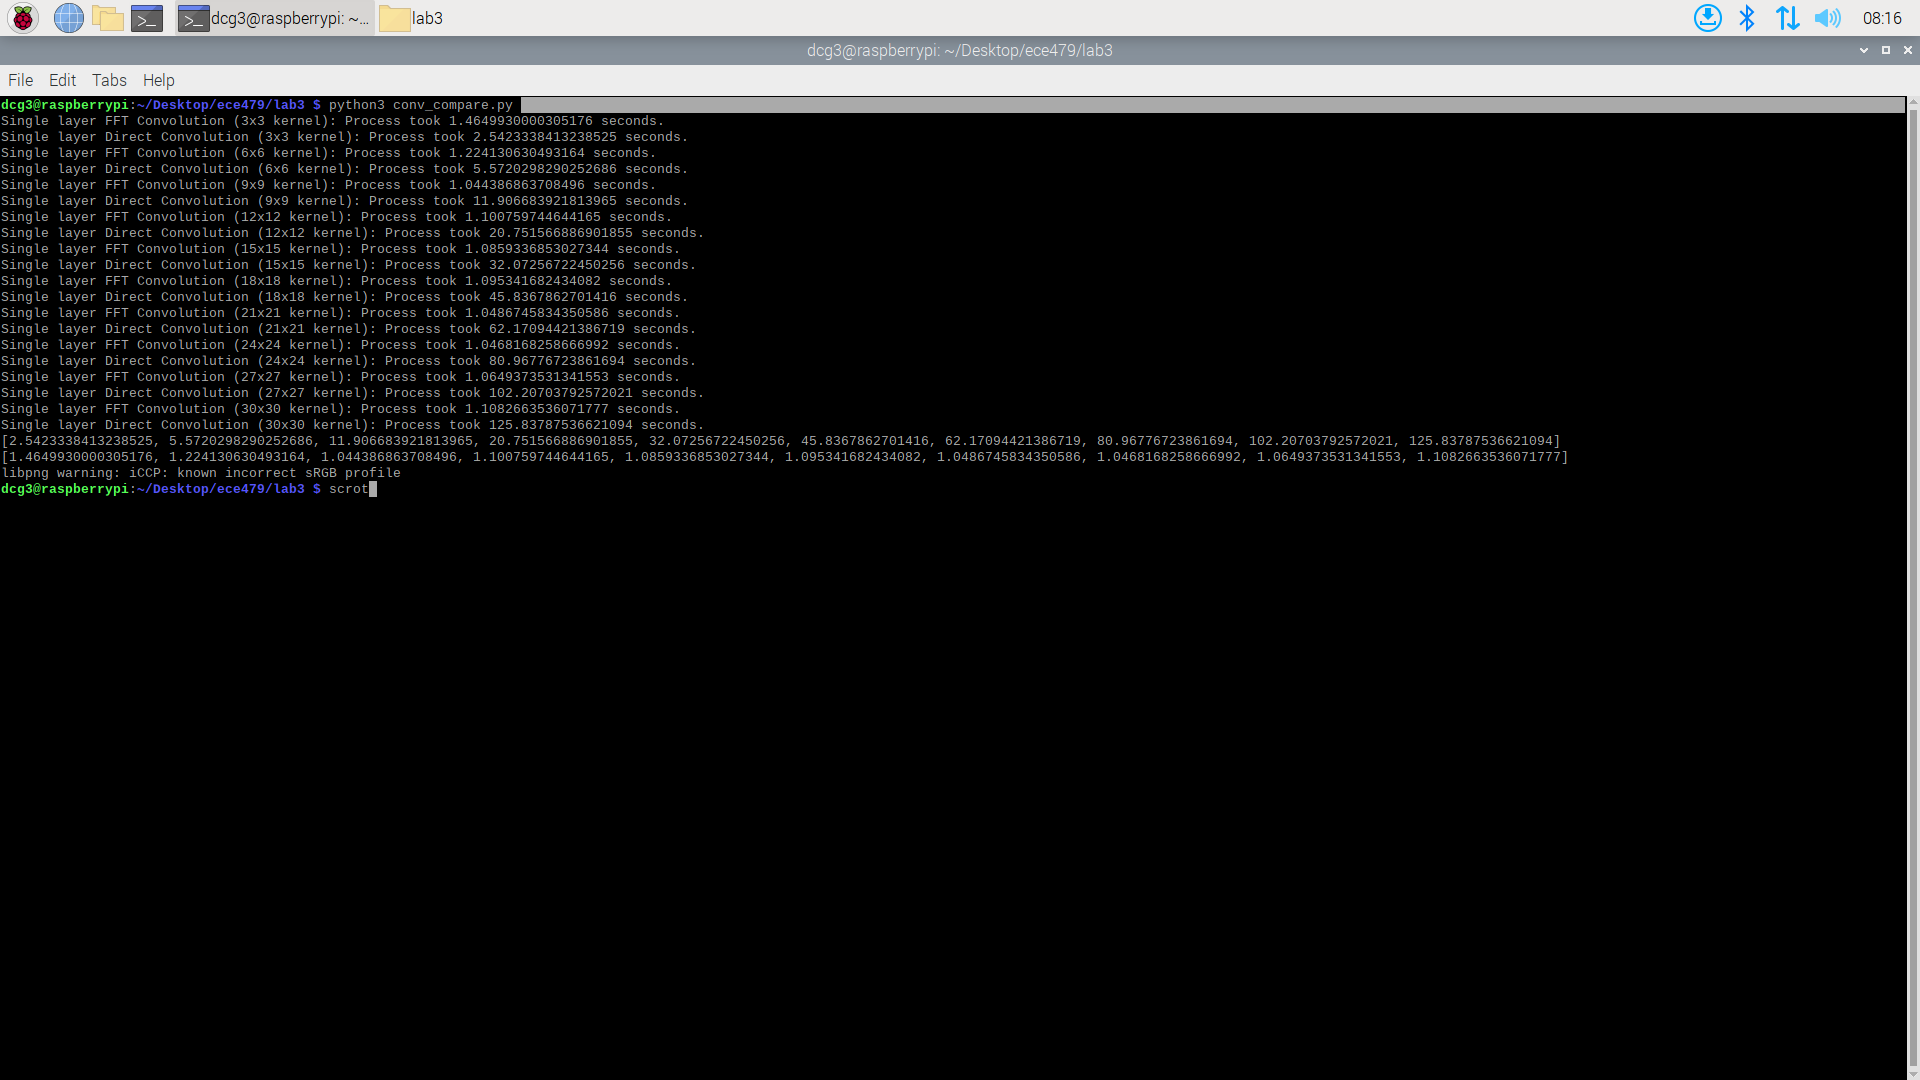 dcg3@raspberrypi: ~... lab3 08:16
dcg3@raspberrypi: ~/Desktop/ece479/lab3
File Edit Tabs Help
dcg3@raspberrypi:~/Desktop/ece479/lab3 $ python3 conv_compare.py
Single layer FFT Convolution (3x3 kernel): Process took 1.4649930000305176 seconds.
Single layer Direct Convolution (3x3 kernel): Process took 2.5423338413238525 seconds.
Single layer FFT Convolution (6x6 kernel): Process took 1.224130630493164 seconds.
Single layer Direct Convolution (6x6 kernel): Process took 5.5720298290252686 seconds.
Single layer FFT Convolution (9x9 kernel): Process took 1.044386863708496 seconds.
Single layer Direct Convolution (9x9 kernel): Process took 11.906683921813965 seconds.
Single layer FFT Convolution (12x12 kernel): Process took 1.100759744644165 seconds.
Single layer Direct Convolution (12x12 kernel): Process took 20.751566886901855 seconds.
Single layer FFT Convolution (15x15 kernel): Process took 1.0859336853027344 seconds.
Single layer Direct Convolution (15x15 kernel): Process took 32.07256722450256 seconds.
Single layer FFT Convolution (18x18 kernel): Process took 1.095341682434082 seconds.
Single layer Direct Convolution (18x18 kernel): Process took 45.8367862701416 seconds.
Single layer FFT Convolution (21x21 kernel): Process took 1.0486745834350586 seconds.
Single layer Direct Convolution (21x21 kernel): Process took 62.17094421386719 seconds.
Single layer FFT Convolution (24x24 kernel): Process took 1.0468168258666992 seconds.
Single layer Direct Convolution (24x24 kernel): Process took 80.96776723861694 seconds.
Single layer FFT Convolution (27x27 kernel): Process took 1.0649373531341553 seconds.
Single layer Direct Convolution (27x27 kernel): Process took 102.20703792572021 seconds.
Single layer FFT Convolution (30x30 kernel): Process took 1.1082663536071777 seconds.
Single layer Direct Convolution (30x30 kernel): Process took 125.83787536621094 seconds.
[2.5423338413238525, 5.5720298290252686, 11.906683921813965, 20.751566886901855, 32.07256722450256, 45.8367862701416, 62.17094421386719, 80.96776723861694, 102.20703792572021, 125.83787536621094]
[1.4649930000305176, 1.224130630493164, 1.044386863708496, 1.100759744644165, 1.0859336853027344, 1.095341682434082, 1.0486745834350586, 1.0468168258666992, 1.0649373531341553, 1.1082663536071777]
libpng warning: iCCP: known incorrect sRGB profile
dcg3@raspberrypi:~/Desktop/ece479/lab3 $ scrot